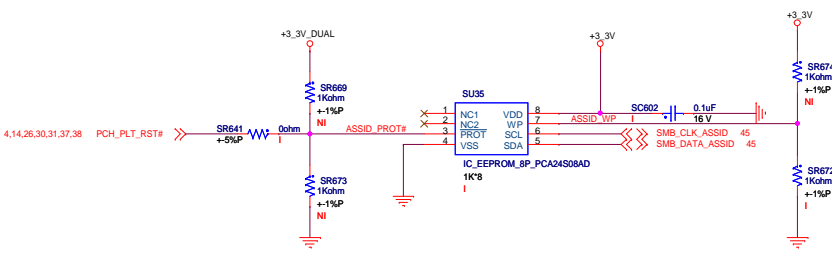 +3_3V
+3_3V_DUAL
+3_3V
SR674
1Kohm
+-1%P
NI
SR669
1Kohm
+-1%P
NI
SU35
SC602
0.1uF
I
16 V
1
NC1
VDD
8
2
NC2
WP
7
ASSID_WP
3
PROT
SCL
6
SMB_CLK_ASSID 45
4
VSS
SDA
5
SMB_DATA_ASSID 45
4,14,26,30,31,37,38 PCH_PLT_RST#
SR641
0ohm
+-5%P
I
ASSID_PROT#
IC_EEPROM_8P_PCA24S08AD
1K*8
I
SR673
1Kohm
+-1%P
NI
SR672
1Kohm
+-1%P
I